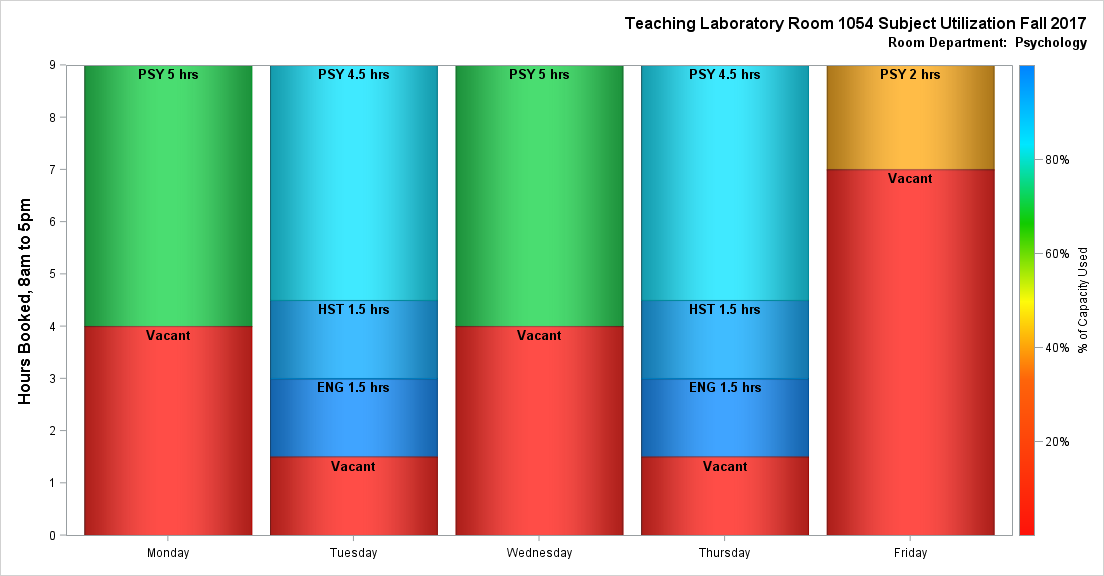 Teaching Laboratory Room 1054 Subject Utilization Fall 2017
Room Department:  Psychology
Hours Booked, 8am to 5pm
9
8
7
6
5
4
3
2
1
0
PSY 5 hrs
Vacant
PSY 4.5 hrs
HST 1.5 hrs
ENG 1.5 hrs
Vacant
PSY 5 hrs
Vacant
PSY 4.5 hrs
HST 1.5 hrs
ENG 1.5 hrs
Vacant
PSY 2 hrs
Vacant
Monday
Tuesday
Wednesday
Thursday
Friday
80%
60%
40%
20%
% of Capacity Used